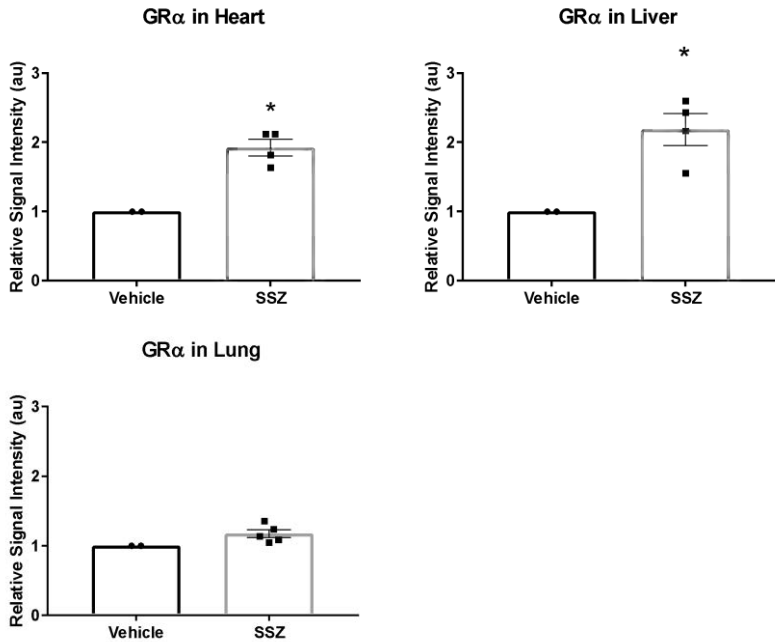 GRα in Heart
Relative Signal Intensity (au)
3
2
1
0
*
Vehicle SSZ
GRα in Liver
Relative Signal Intensity (au)
3
2
1
0
*
Vehicle SSZ
GRα in Lung
Relative Signal Intensity (au)
3
2
1
0
Vehicle SSZ